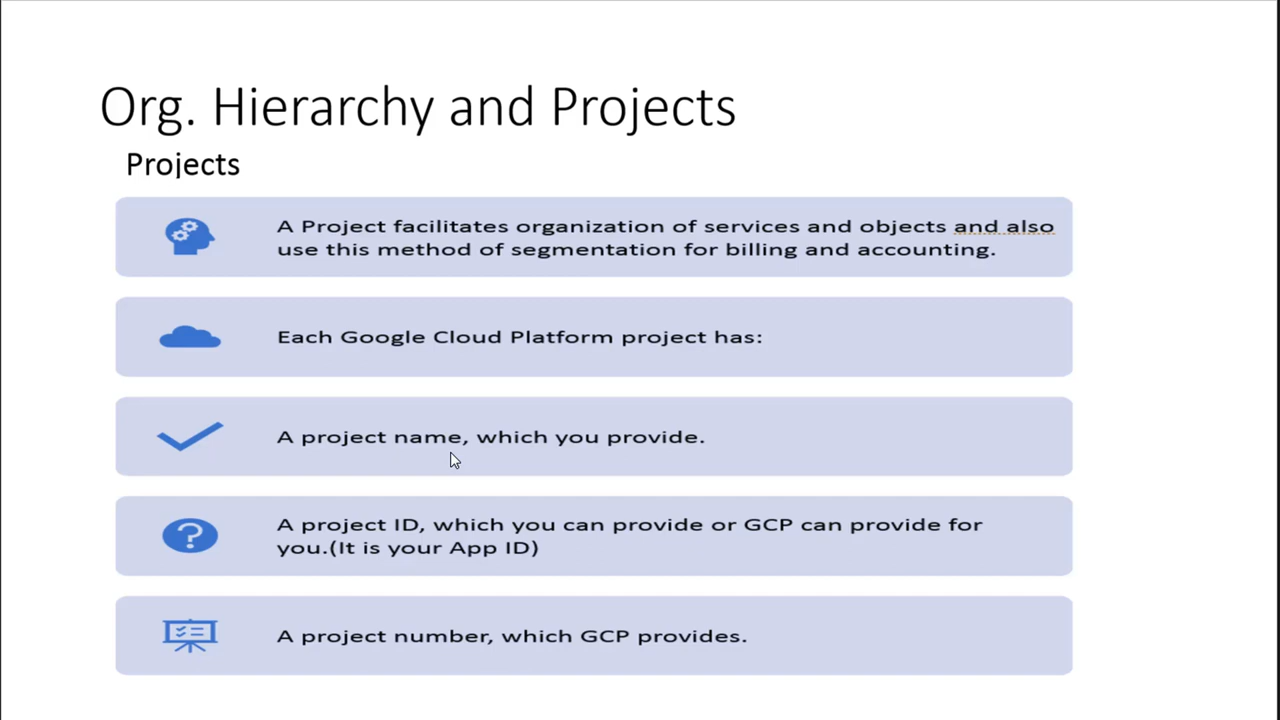 Org. Hierarchy and Projects
Projects
A Project facilitates organization of services and objects and also
use this method of segmentation for billing and accounting.
Each Google Cloud Platform project has:
A project name, which you provide.
A project ID, which you can provide or GCP can provide for
you.(It is your App ID)
A project number, which GCP provides.